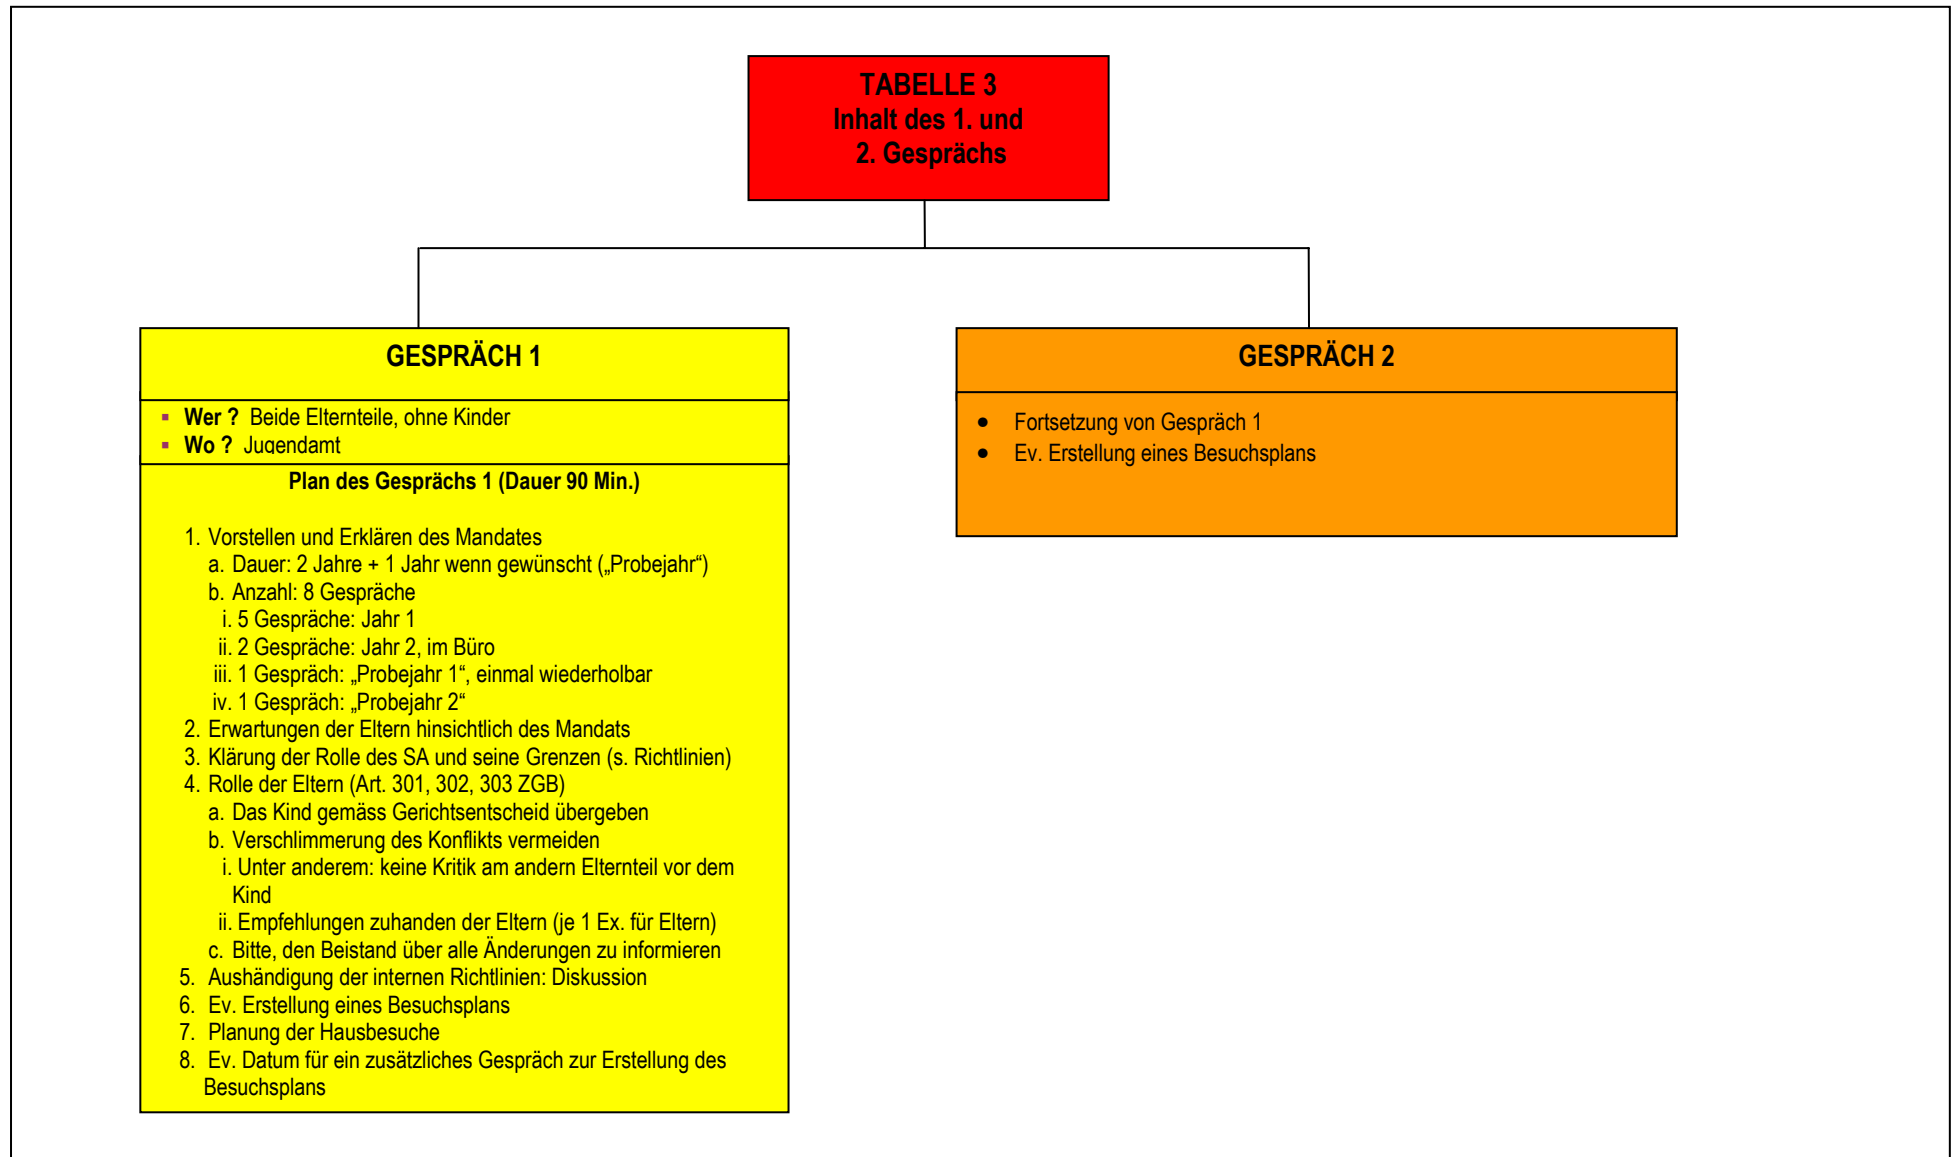 TABELLE 3
Inhalt des 1. und
2. Gesprächs
GESPRÄCH 1
▪ Wer ? Beide Elternteile, ohne Kinder
▪ Wo ? Jugendamt
Plan des Gesprächs 1 (Dauer 90 Min.)
1. Vorstellen und Erklären des Mandates
a. Dauer: 2 Jahre + 1 Jahr wenn gewünscht („Probejahr“)
b. Anzahl: 8 Gespräche
i. 5 Gespräche: Jahr 1
ii. 2 Gespräche: Jahr 2, im Büro
iii. 1 Gespräch: „Probejahr 1“, einmal wiederholbar
iv. 1 Gespräch: „Probejahr 2“
2. Erwartungen der Eltern hinsichtlich des Mandats
3. Klärung der Rolle des SA und seine Grenzen (s. Richtlinien)
4. Rolle der Eltern (Art. 301, 302, 303 ZGB)
a. Das Kind gemäss Gerichtsentscheid übergeben
b. Verschlimmerung des Konflikts vermeiden
i. Unter anderem: keine Kritik am andern Elternteil vor dem
Kind
ii. Empfehlungen zuhanden der Eltern (je 1 Ex. für Eltern)
c. Bitte, den Beistand über alle Änderungen zu informieren
5. Aushändigung der internen Richtlinien: Diskussion
6. Ev. Erstellung eines Besuchsplans
7. Planung der Hausbesuche
8. Ev. Datum für ein zusätzliches Gespräch zur Erstellung des
Besuchsplans
GESPRÄCH 2
● Fortsetzung von Gespräch 1
● Ev. Erstellung eines Besuchsplans